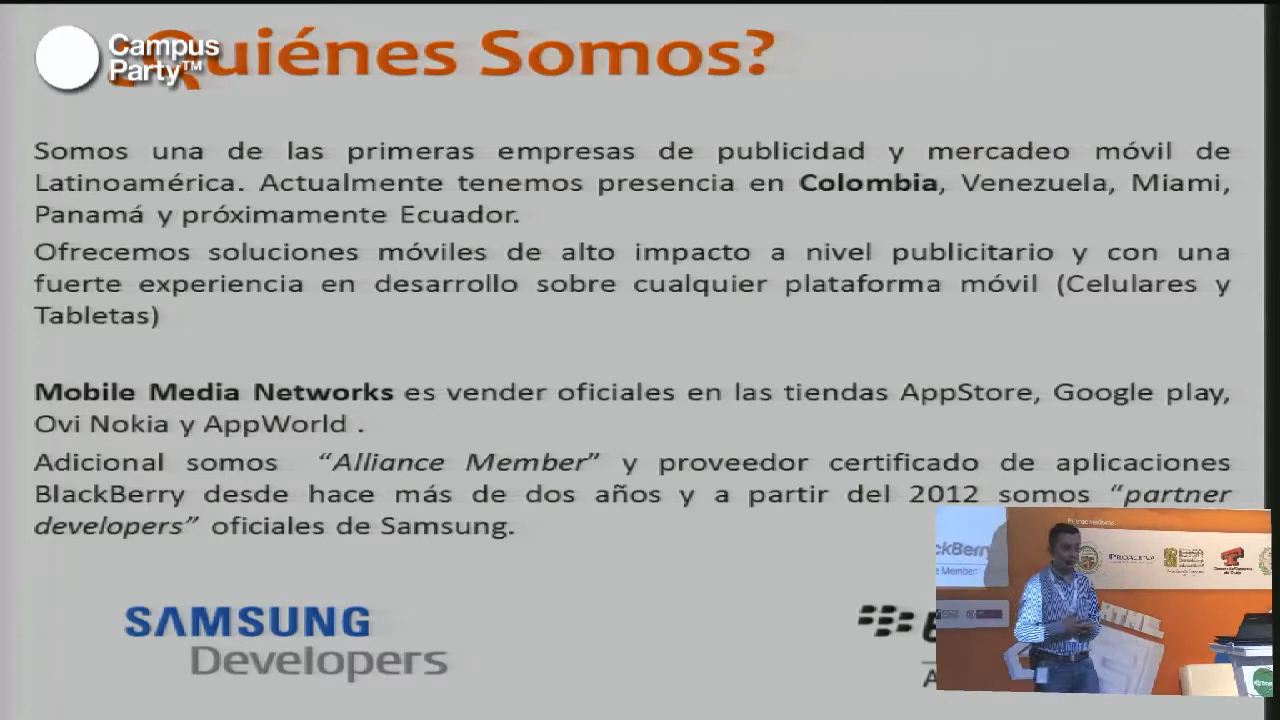 Campus
Party™
Quiénes Somos?
Somos una de las primeras empresas de publicidad y mercadeo móvil de
Latinoamérica. Actualmente tenemos presencia en Colombia, Venezuela, Miami,
Panamá y próximamente Ecuador.
Ofrecemos soluciones móviles de alto impacto a nivel publicitario y con una
fuerte experiencia en desarrollo sobre cualquier plataforma móvil (Celulares y
Tabletas)
Mobile Media Networks es vender oficiales en las tiendas AppStore, Google play,
Ovi Nokia y AppWorld .
Adicional somos “Alliance Member” y proveedor certificado de aplicaciones
BlackBerry desde hace más de dos años y a partir del 2012 somos “partner
developers” oficiales de Samsung.
SAMSUNG
Developers
ckBerry
Member
PROACTIVA